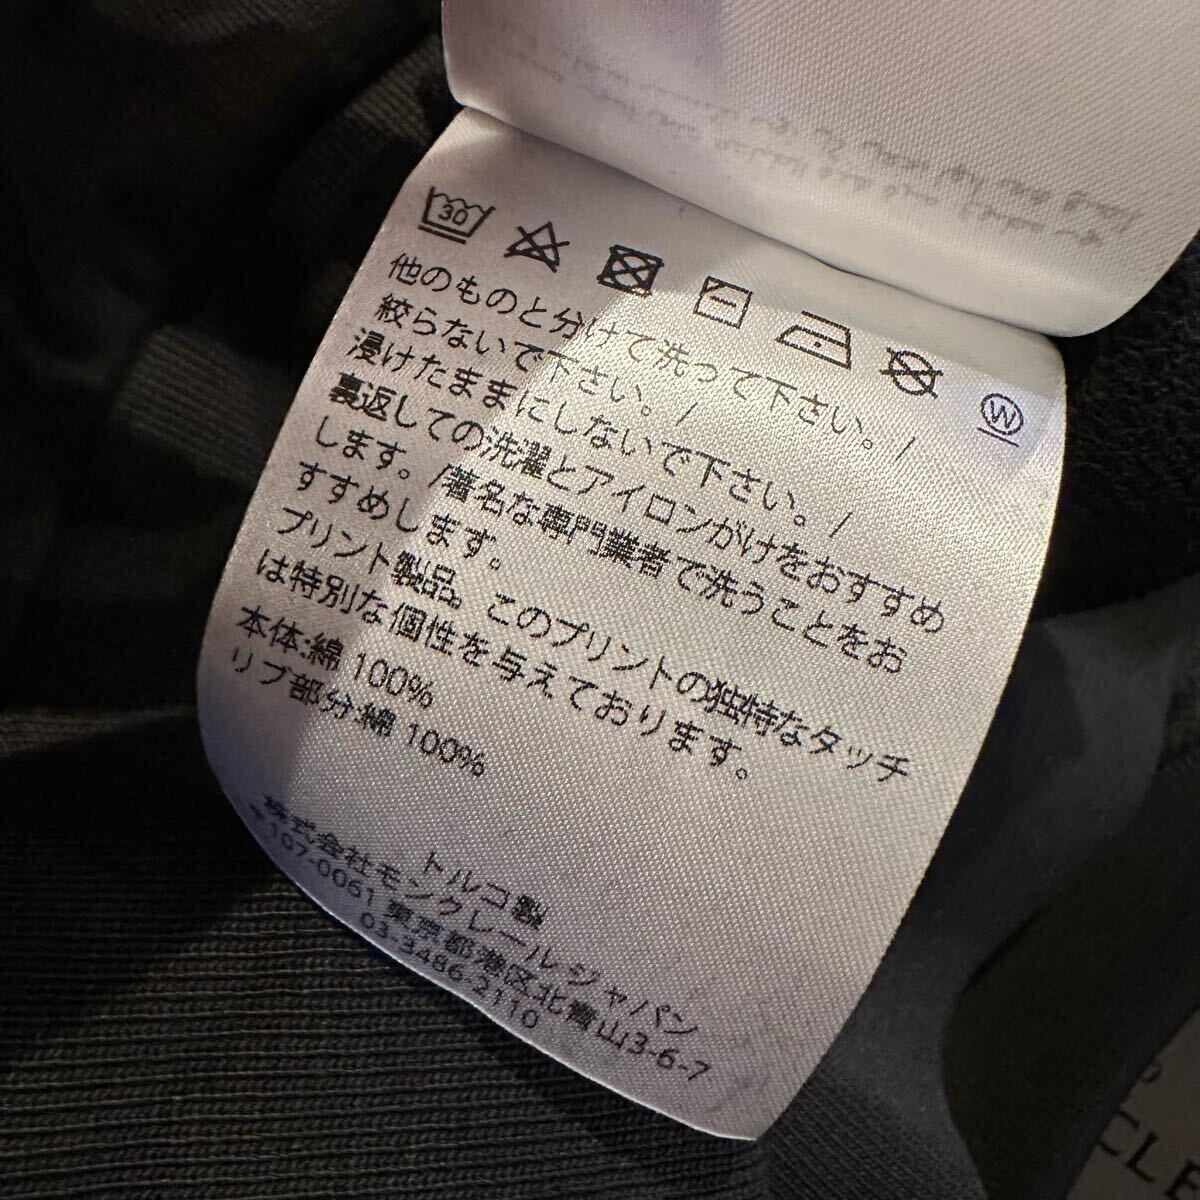 30
W
他のものと分けて洗って下さい。/
絞らないで下さい。/
浸けたままにしないで下さい。/
裏返しての洗濯とアイロンがけをおすすめ
します。/著名な専門業者で洗うことをお
すすめします。
プリント製品。このプリントの独特なタッチ
は特別な個性を与えております。
本体:綿 100%
リブ部分:綿 100%
トルコ製
株式会社モンクレールジャパン
〒107-0061 東京都港区北青山3-6-7
03-3486-2110
CLE